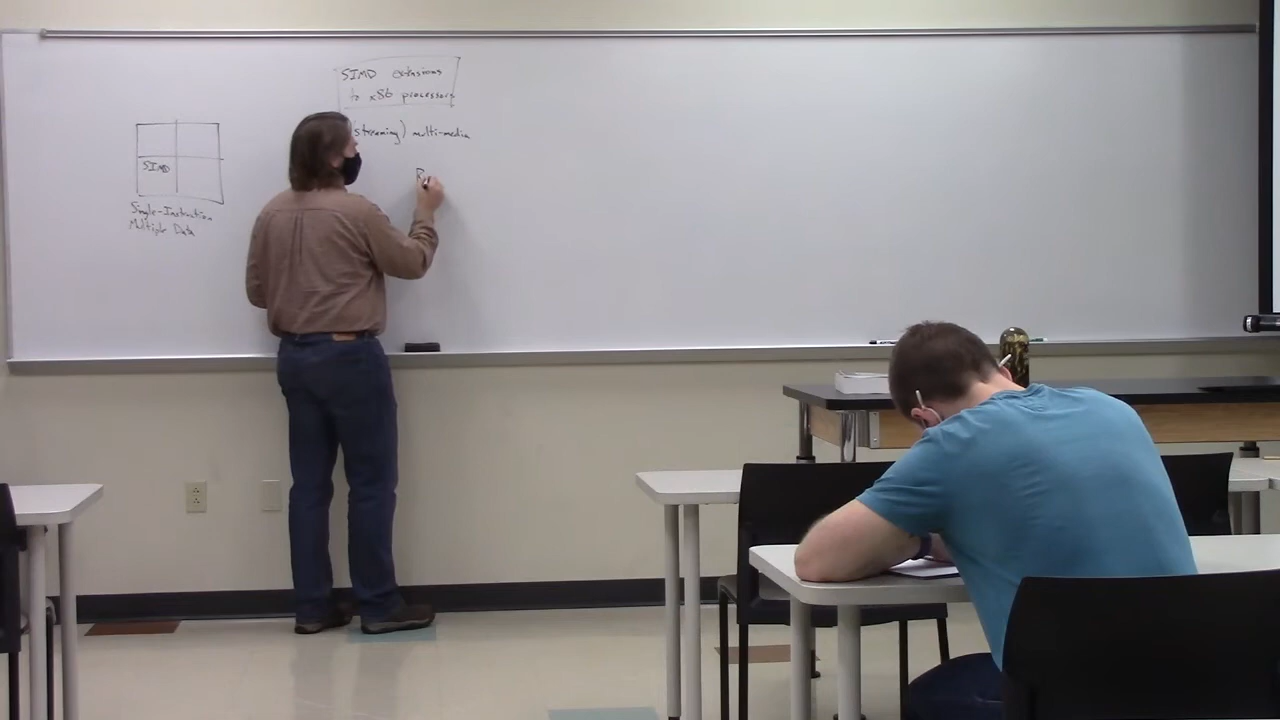 SIMD extensions
to x86 processors
streaming) multi-media
R
SIMD
Single-Instruction
Multiple Data